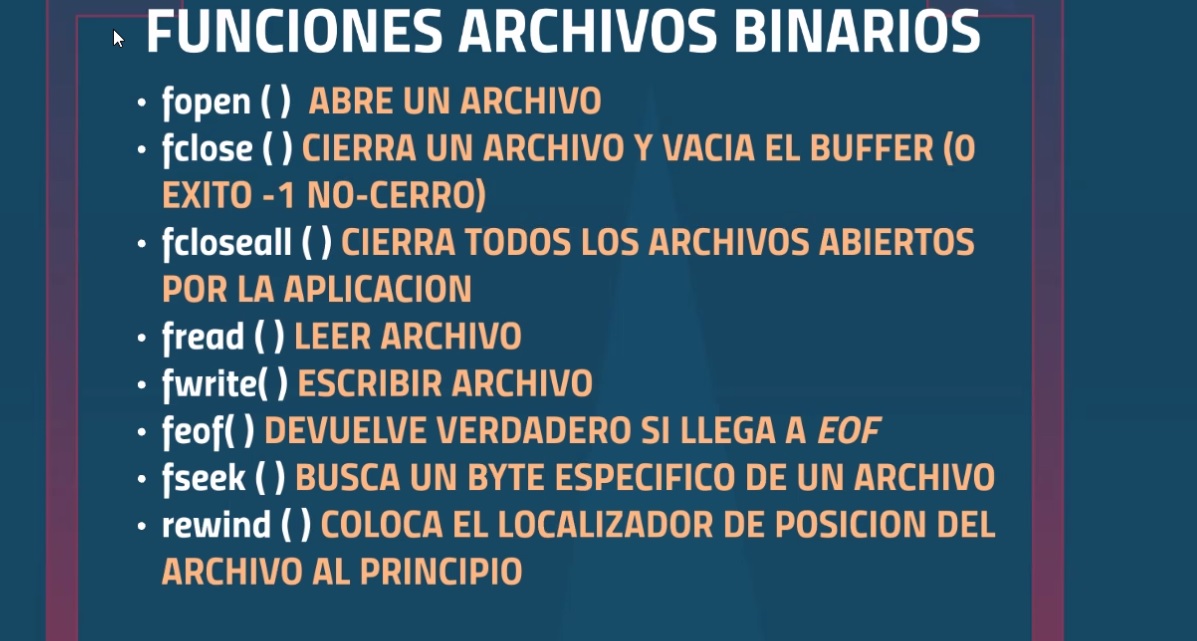 FUNCIONES ARCHIVOS BINARIOS
• fopen ( ) ABRE UN ARCHIVO
• fclose ( ) CIERRA UN ARCHIVO Y VACIA EL BUFFER (0
EXITO -1 NO-CERRO)
• fcloseall ( ) CIERRA TODOS LOS ARCHIVOS ABIERTOS
POR LA APLICACION
• fread ( ) LEER ARCHIVO
• fwrite( ) ESCRIBIR ARCHIVO
• feof( ) DEVUELVE VERDADERO SI LLEGA A EOF
• fseek ( ) BUSCA UN BYTE ESPECIFICO DE UN ARCHIVO
• rewind ( ) COLOCA EL LOCALIZADOR DE POSICION DEL
ARCHIVO AL PRINCIPIO